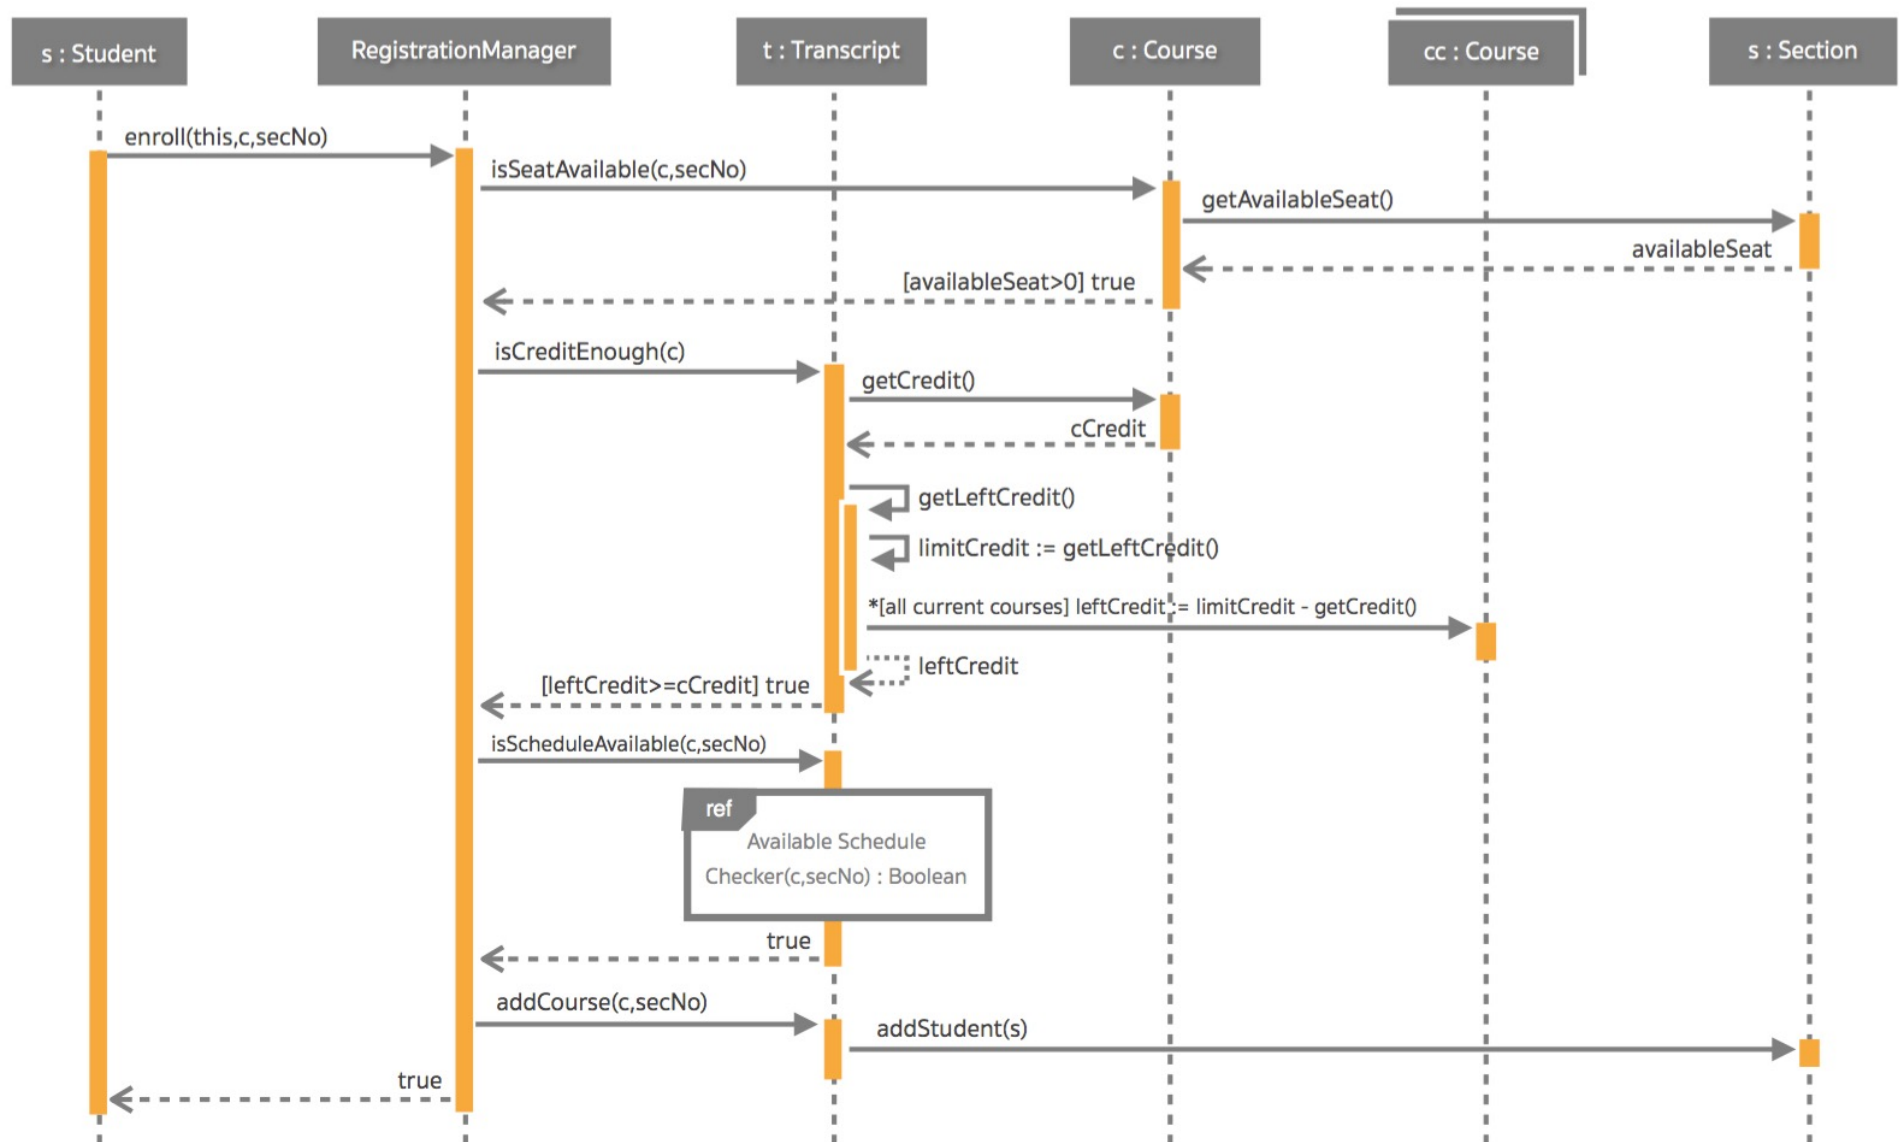 s : Student
RegistrationManager
t : Transcript
c : Course
cc : Course
s : Section
enroll(this,c,secNo)
isSeatAvailable(c,secNo)
getAvailableSeat()
availableSeat
[availableSeat>0] true
isCreditEnough(c)
getCredit()
cCredit
getLeftCredit()
limitCredit := getLeftCredit()
*[all current courses] leftCredit := limitCredit - getCredit()
leftCredit
[leftCredit>=cCredit] true
isScheduleAvailable(c,secNo)
ref
Available Schedule
Checker(c,secNo) : Boolean
true
addCourse(c,secNo)
addStudent(s)
true